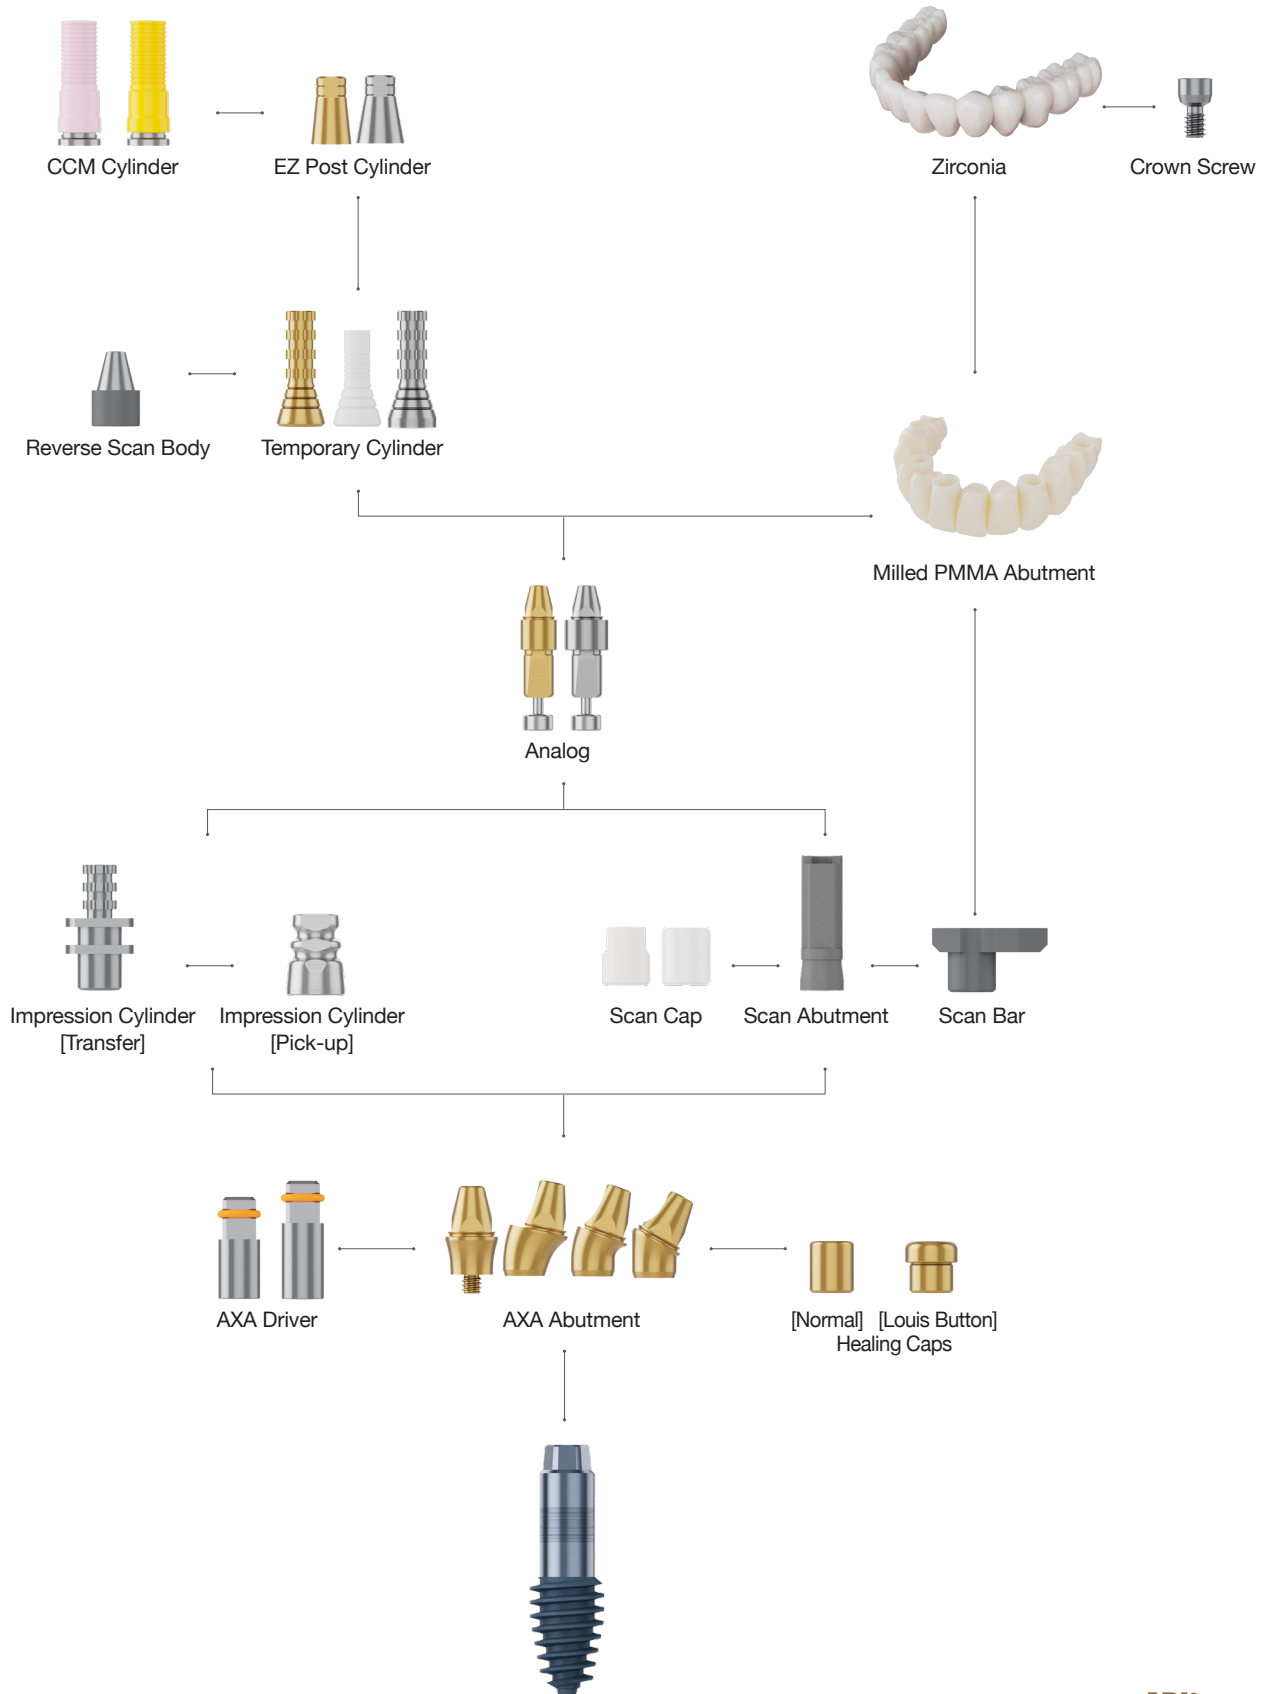 CCM Cylinder
EZ Post Cylinder
Zirconia
Crown Screw
Reverse Scan Body
Temporary Cylinder
Milled PMMA Abutment
Analog
Impression Cylinder
[Transfer]
Impression Cylinder
[Pick-up]
Scan Cap
Scan Abutment
Scan Bar
AXA Driver
AXA Abutment
[Normal] [Louis Button]
Healing Caps